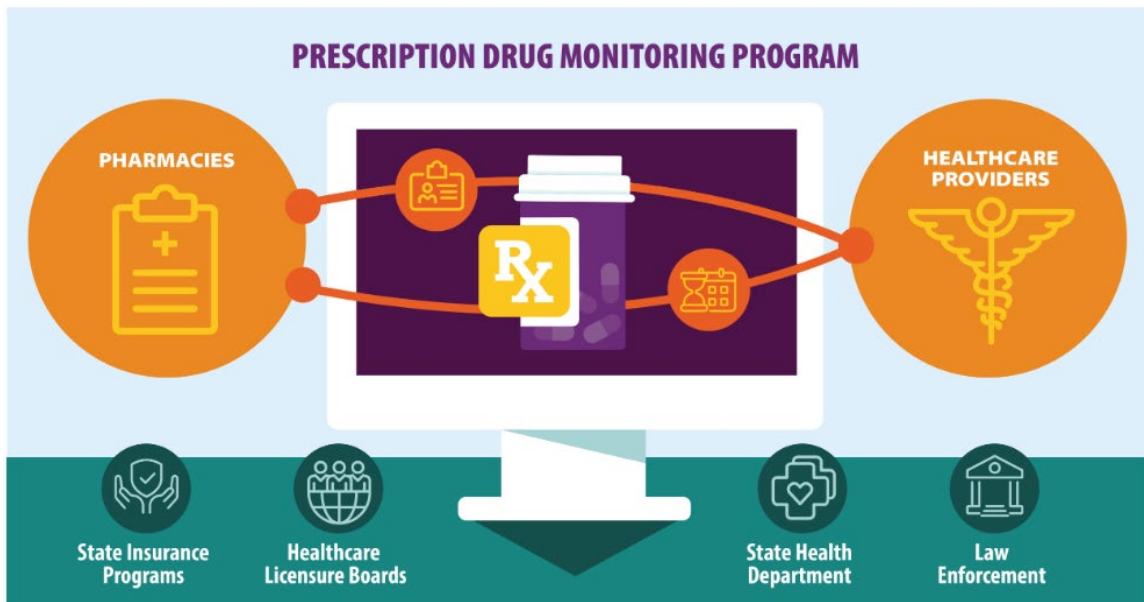 PRESCRIPTION DRUG MONITORING PROGRAM
PHARMACIES
HEALTHCARE
PROVIDERS
Rx
State Insurance
Programs
Healthcare
Licensure Boards
State Health
Department
Law
Enforcement